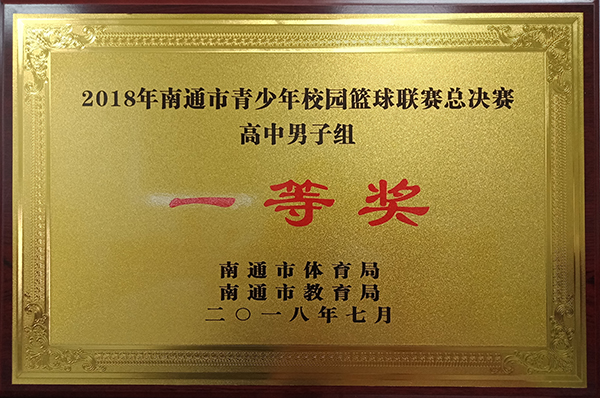 2018年南通市青少年校园篮球联赛总决赛
高中男子组
一等奖
南通市体育局
南通市教育局
二〇一八年七月